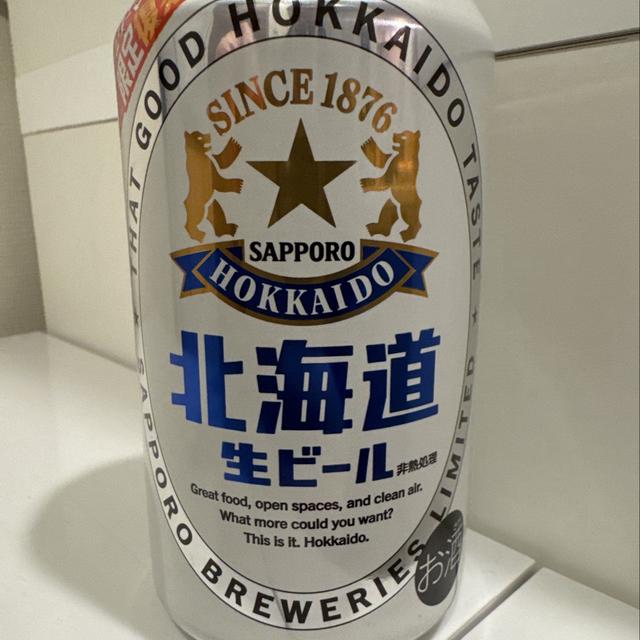 限定
THAT GOOD HOKKAIDO TASTE
SINCE 1876
SAPPORO
HOKKAIDO
北海道
生ビール 非熱処理
Great food, open spaces, and clean air.
What more could you want?
This is it. Hokkaido.
SAPPORO BREWERIES LIMITED
お酒